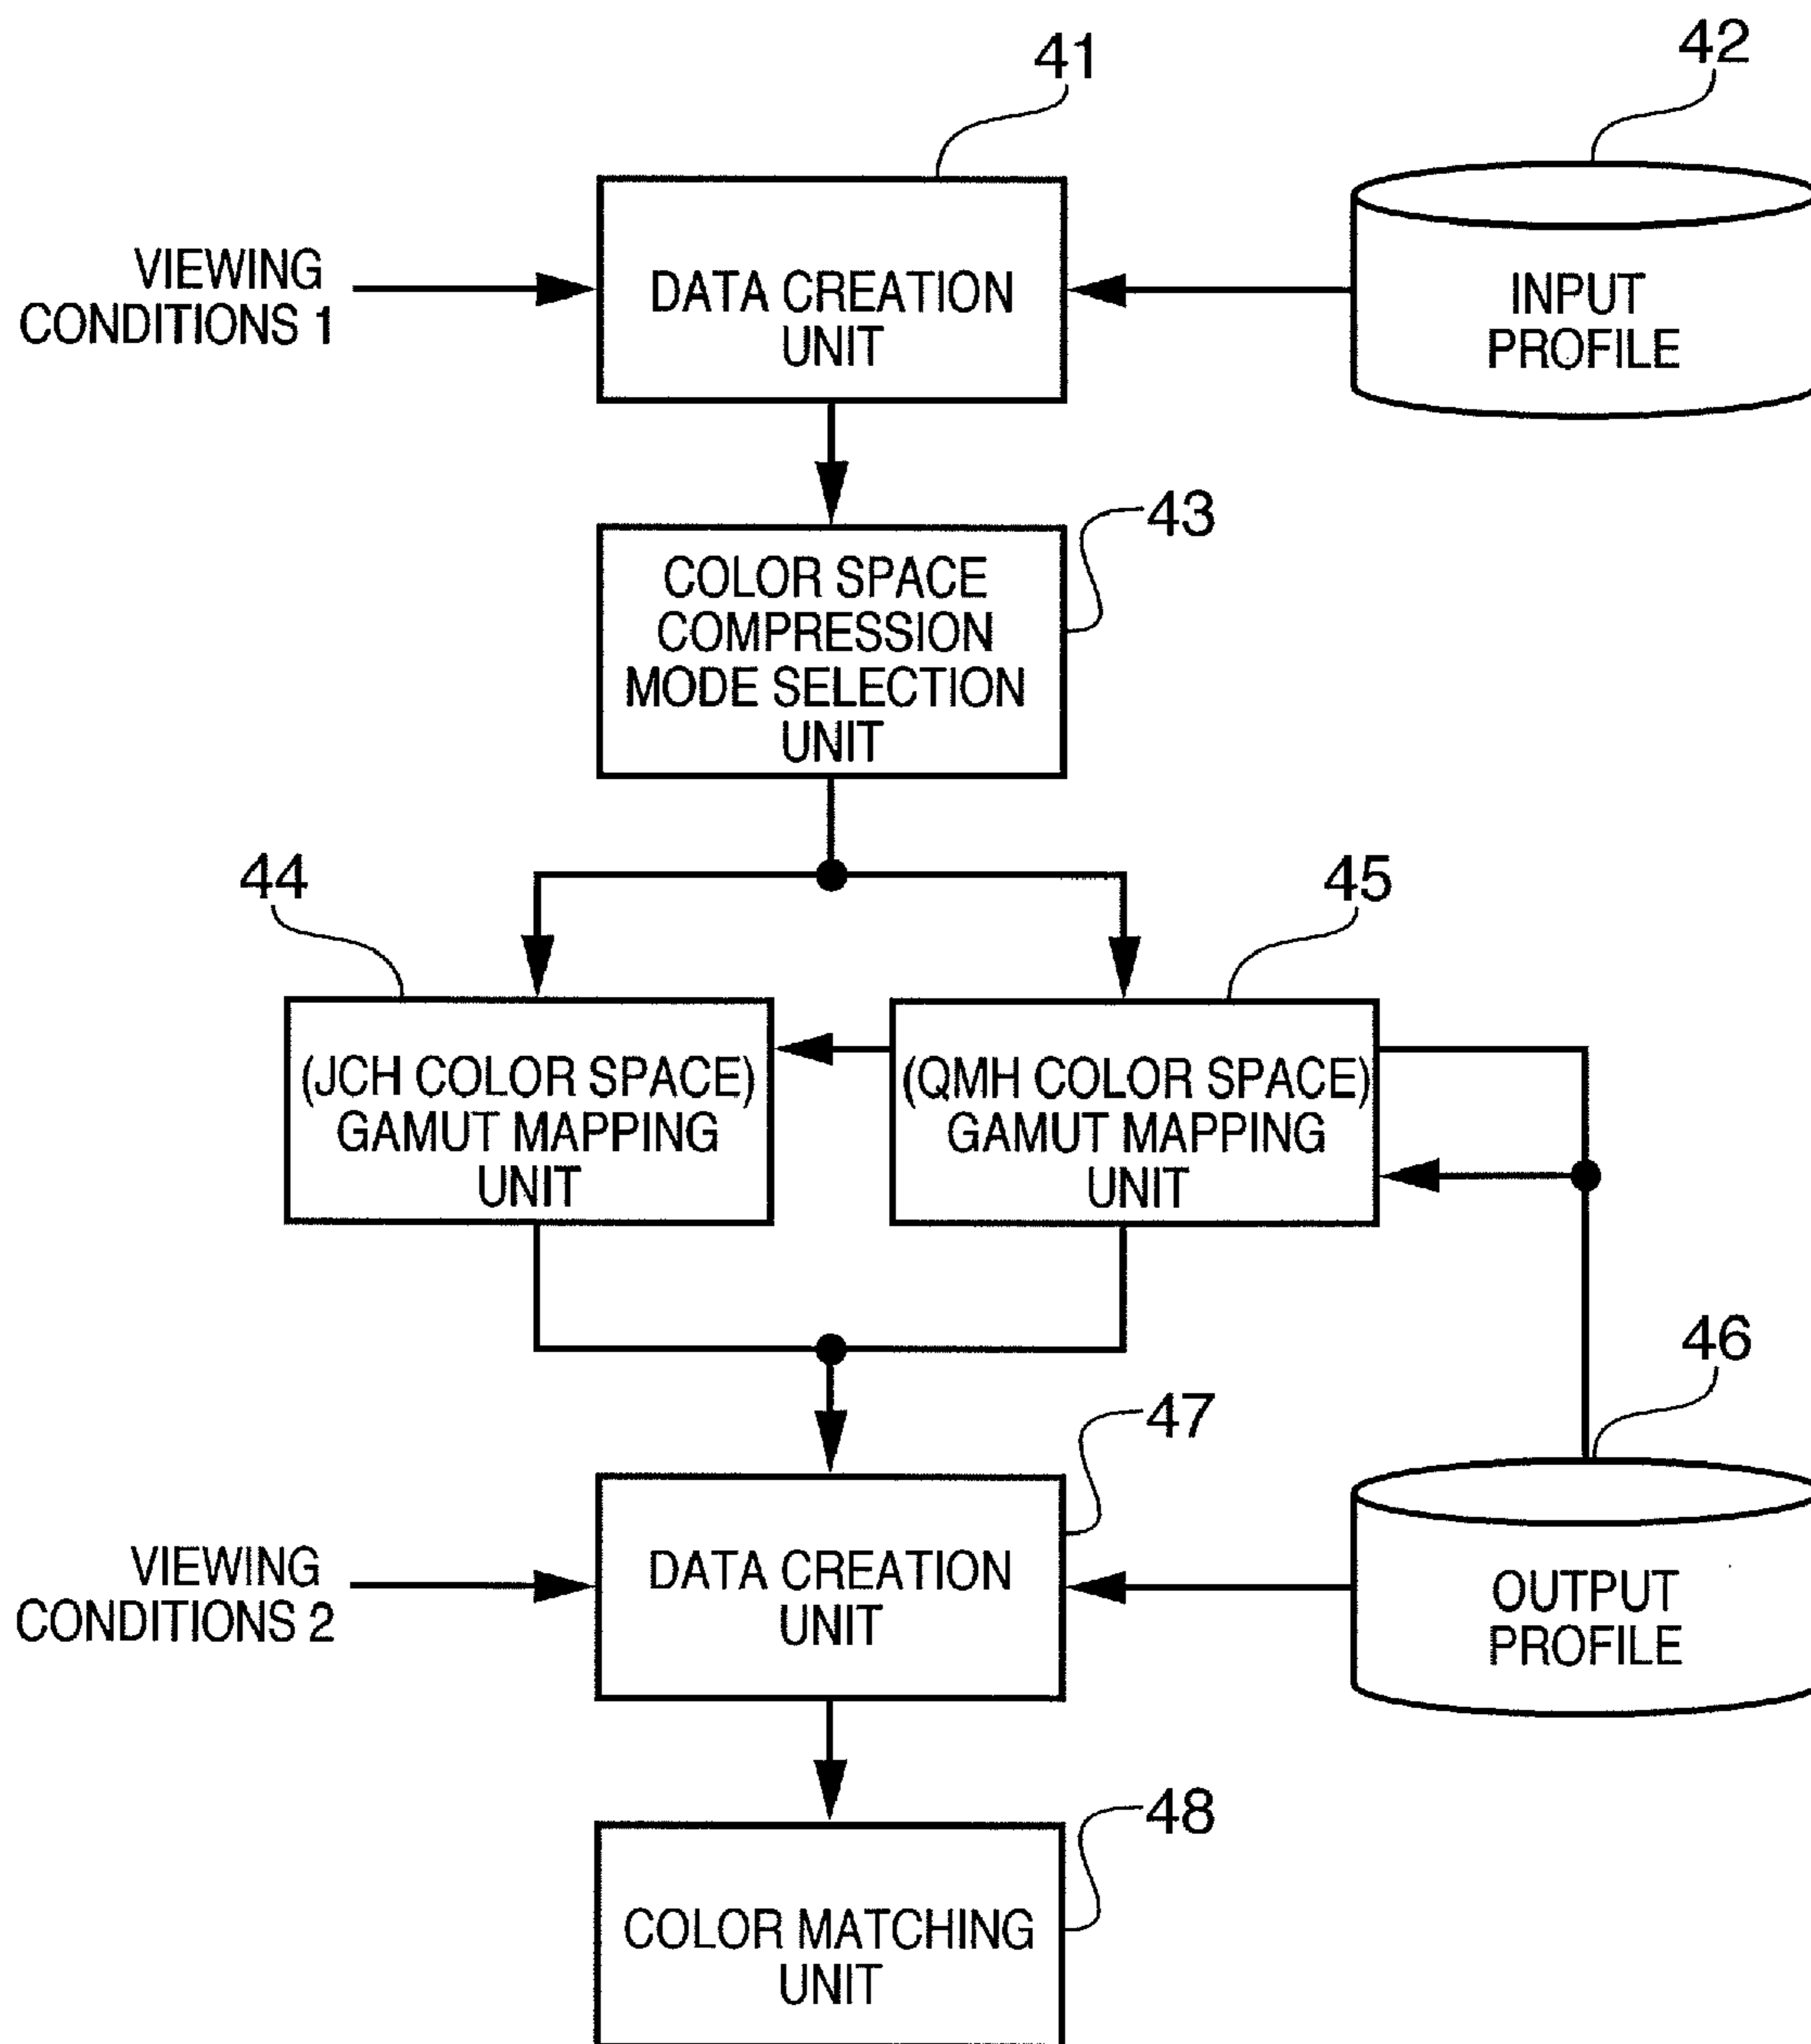 41
42
VIEWING
CONDITIONS 1
DATA CREATION
UNIT
INPUT
PROFILE
43
COLOR SPACE
COMPRESSION
MODE SELECTION
UNIT
44
45
(JCH COLOR SPACE)
GAMUT MAPPING
UNIT
(QMH COLOR SPACE)
GAMUT MAPPING
UNIT
46
47
VIEWING
CONDITIONS 2
DATA CREATION
UNIT
OUTPUT
PROFILE
48
COLOR MATCHING
UNIT